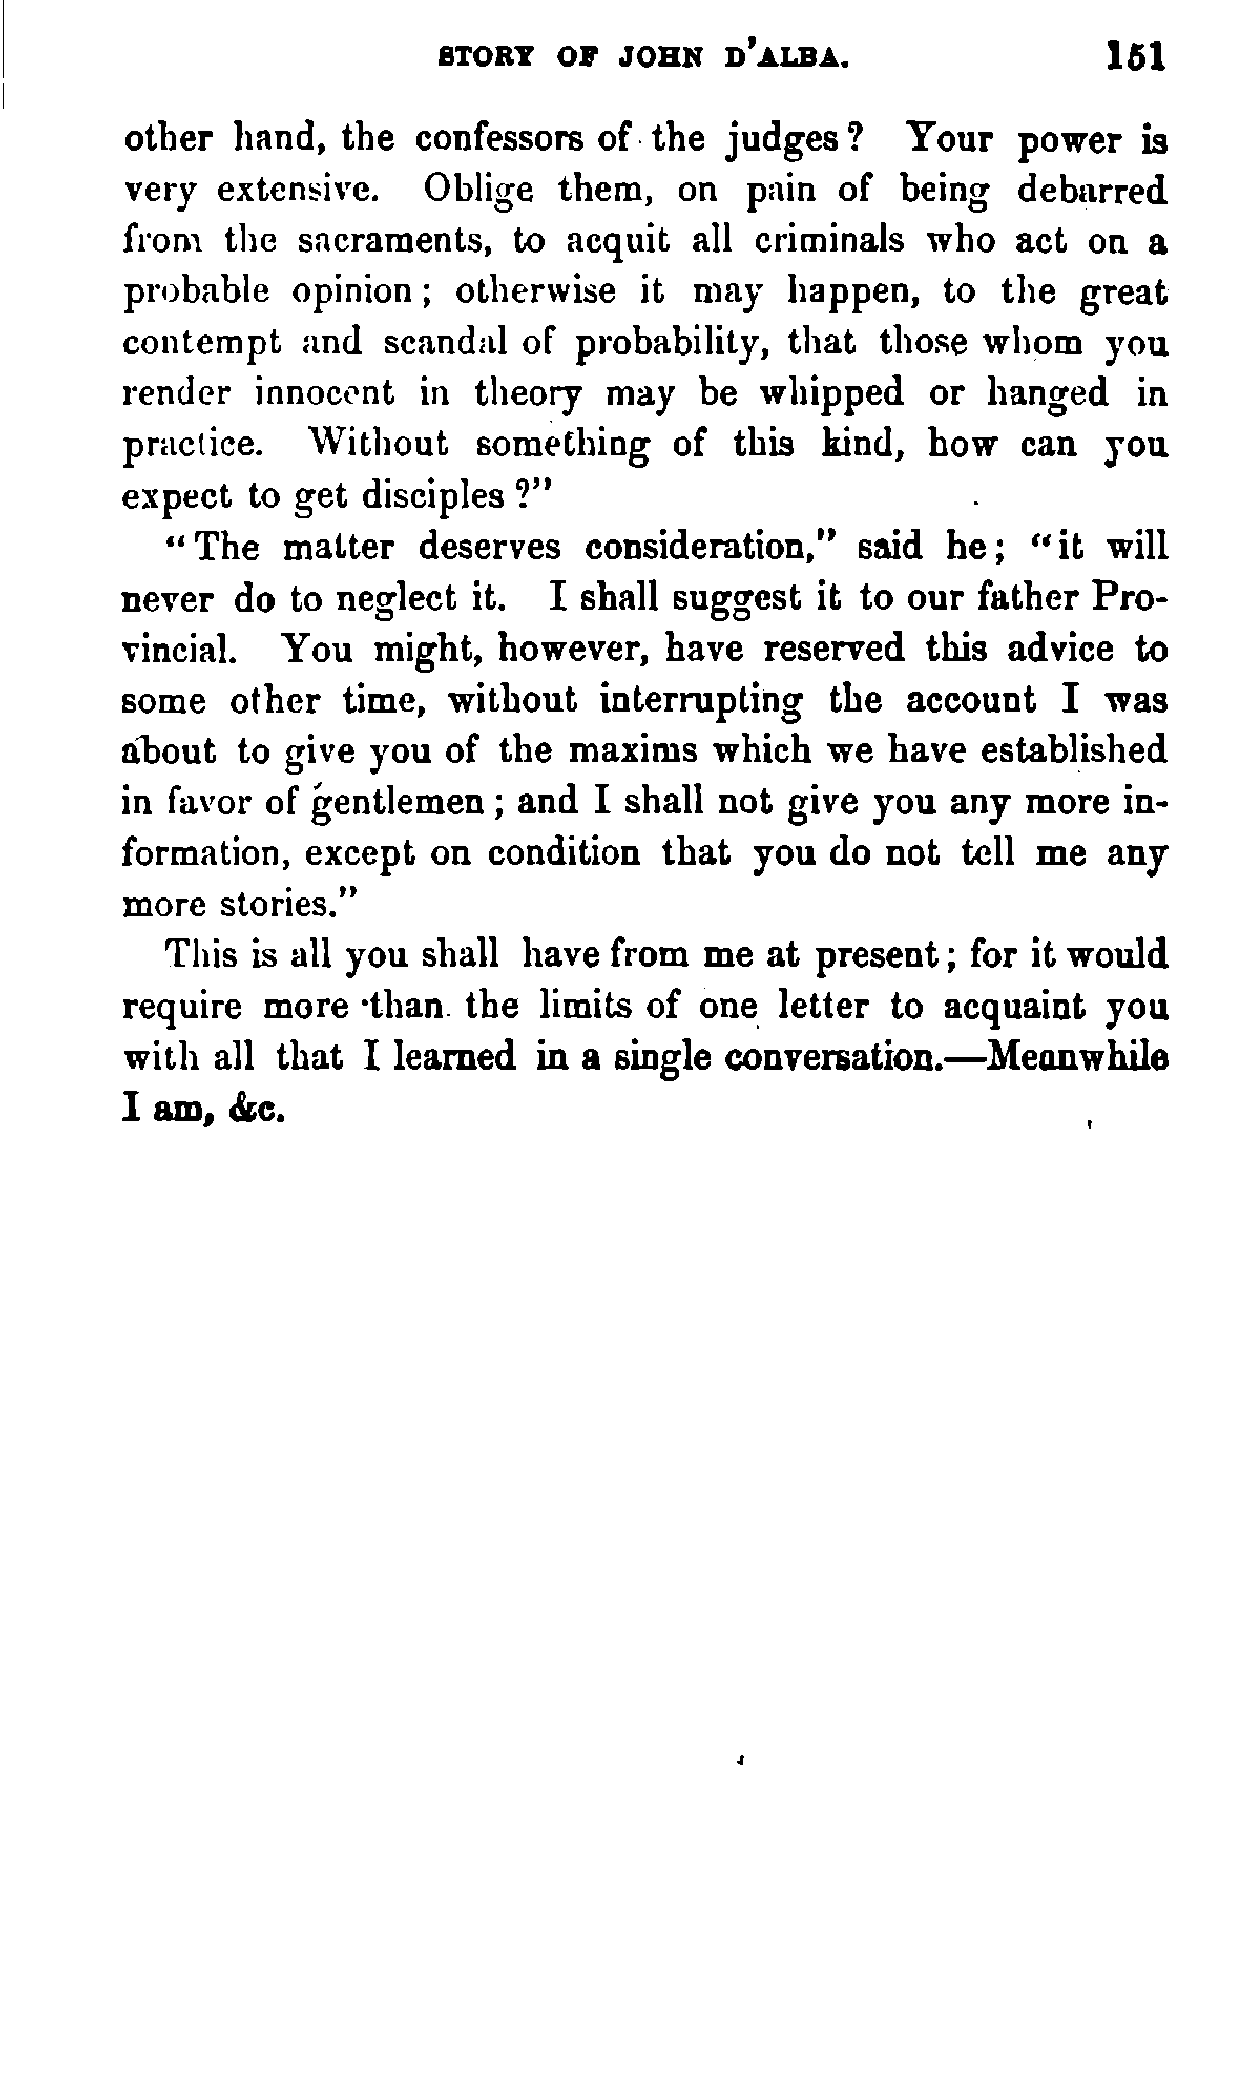 STORY OF JOHN D'ALBA. 151
other hand, the confessors of the judges? Your power is
very extensive. Oblige them, on pain of being debarred
from the sacraments, to acquit all criminals who act on a
probable opinion; otherwise it may happen, to the great
contempt and scandal of probability, that those whom you
render innocent in theory may be whipped or hanged in
practice. Without something of this kind, how can you
expect to get disciples?"
"The matter deserves consideration," said he; "it will
never do to neglect it. I shall suggest it to our father Pro-
vincial. You might, however, have reserved this advice to
some other time, without interrupting the account I was
about to give you of the maxims which we have established
in favor of gentlemen; and I shall not give you any more in-
formation, except on condition that you do not tell me any
more stories."
This is all you shall have from me at present; for it would
require more than the limits of one letter to acquaint you
with all that I learned in a single conversation.—Meanwhile
I am, &c.